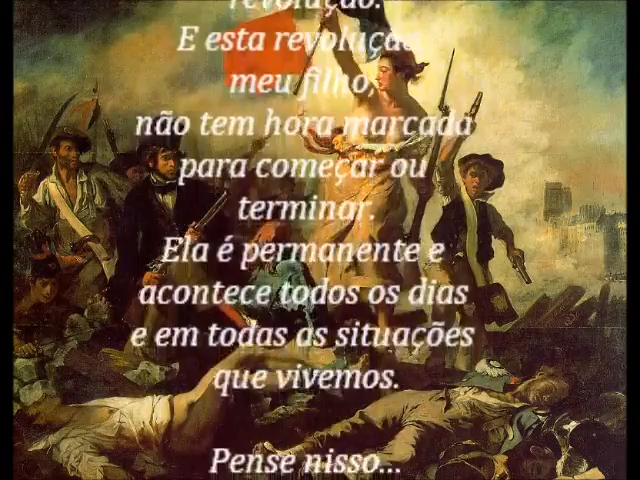 revolução.
E esta revolução,
meu filho,
não tem hora marcada
para começar ou
terminar.
Ela é permanente e
acontece todos os dias
e em todas as situações
que vivemos.
Pense nisso...